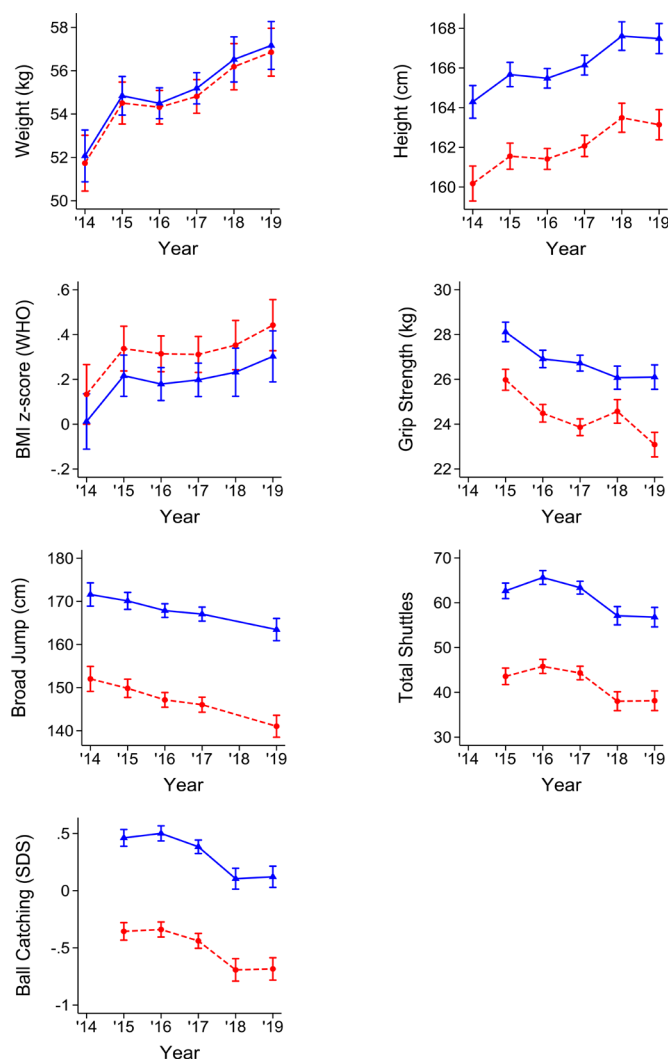 Weight (kg)
58
56
54
52
50
'14 '15 '16 '17 '18 '19
Year
Height (cm)
168
166
164
162
160
'14 '15 '16 '17 '18 '19
Year
BMI z-score (WHO)
.6
.4
.2
0
-.2
'14 '15 '16 '17 '18 '19
Year
Grip Strength (kg)
30
28
26
24
22
'14 '15 '16 '17 '18 '19
Year
Broad Jump (cm)
180
170
160
150
140
'14 '15 '16 '17 '18 '19
Year
Total Shuttles
70
60
50
40
30
'14 '15 '16 '17 '18 '19
Year
Ball Catching (SDS)
.5
0
-.5
-1
'14 '15 '16 '17 '18 '19
Year